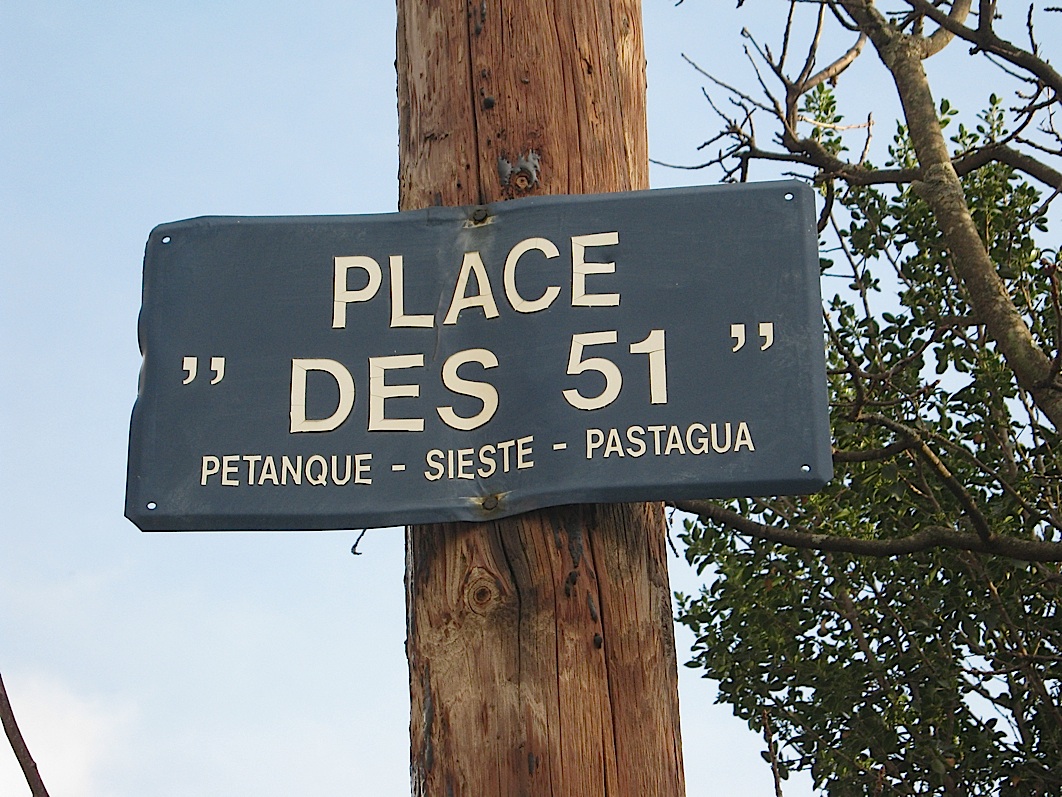 PLACE
,, DES 51 ,,
PETANQUE - SIESTE - PASTAGUA